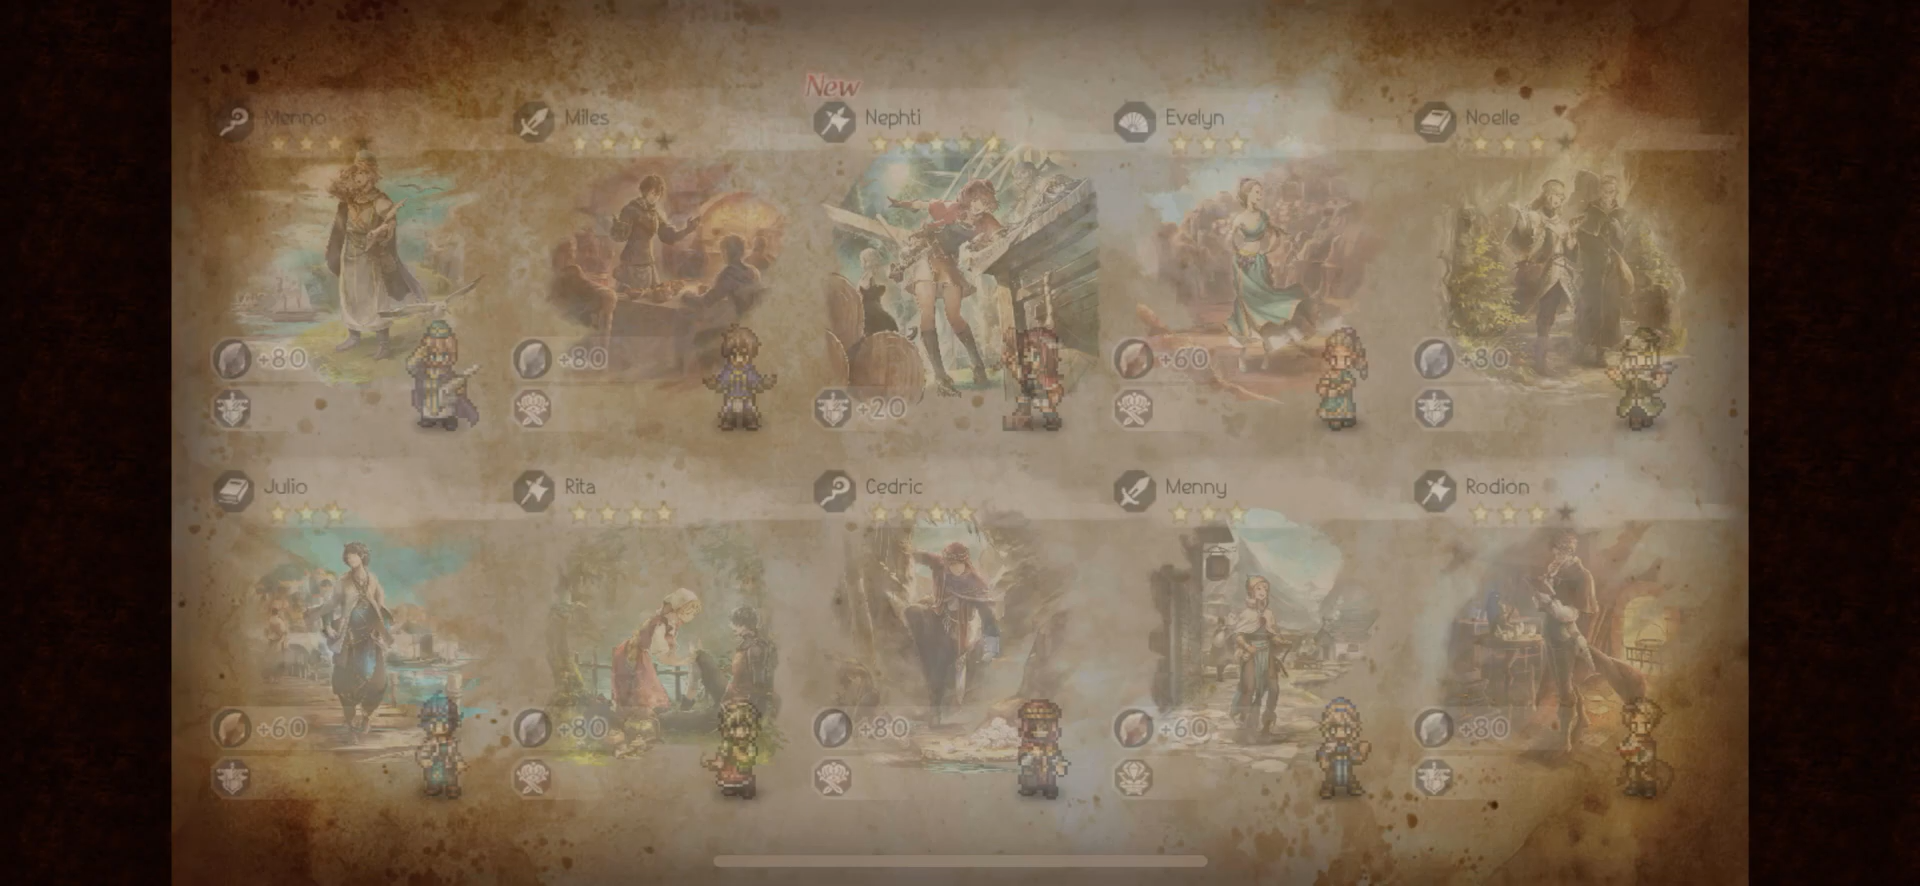 New
Menno
Miles
Nephti
Evelyn
Noelle
+80
+80
+60
+80
+20
Julio
Rita
Cedric
Menny
Rodion
+60
+80
+80
+60
+80